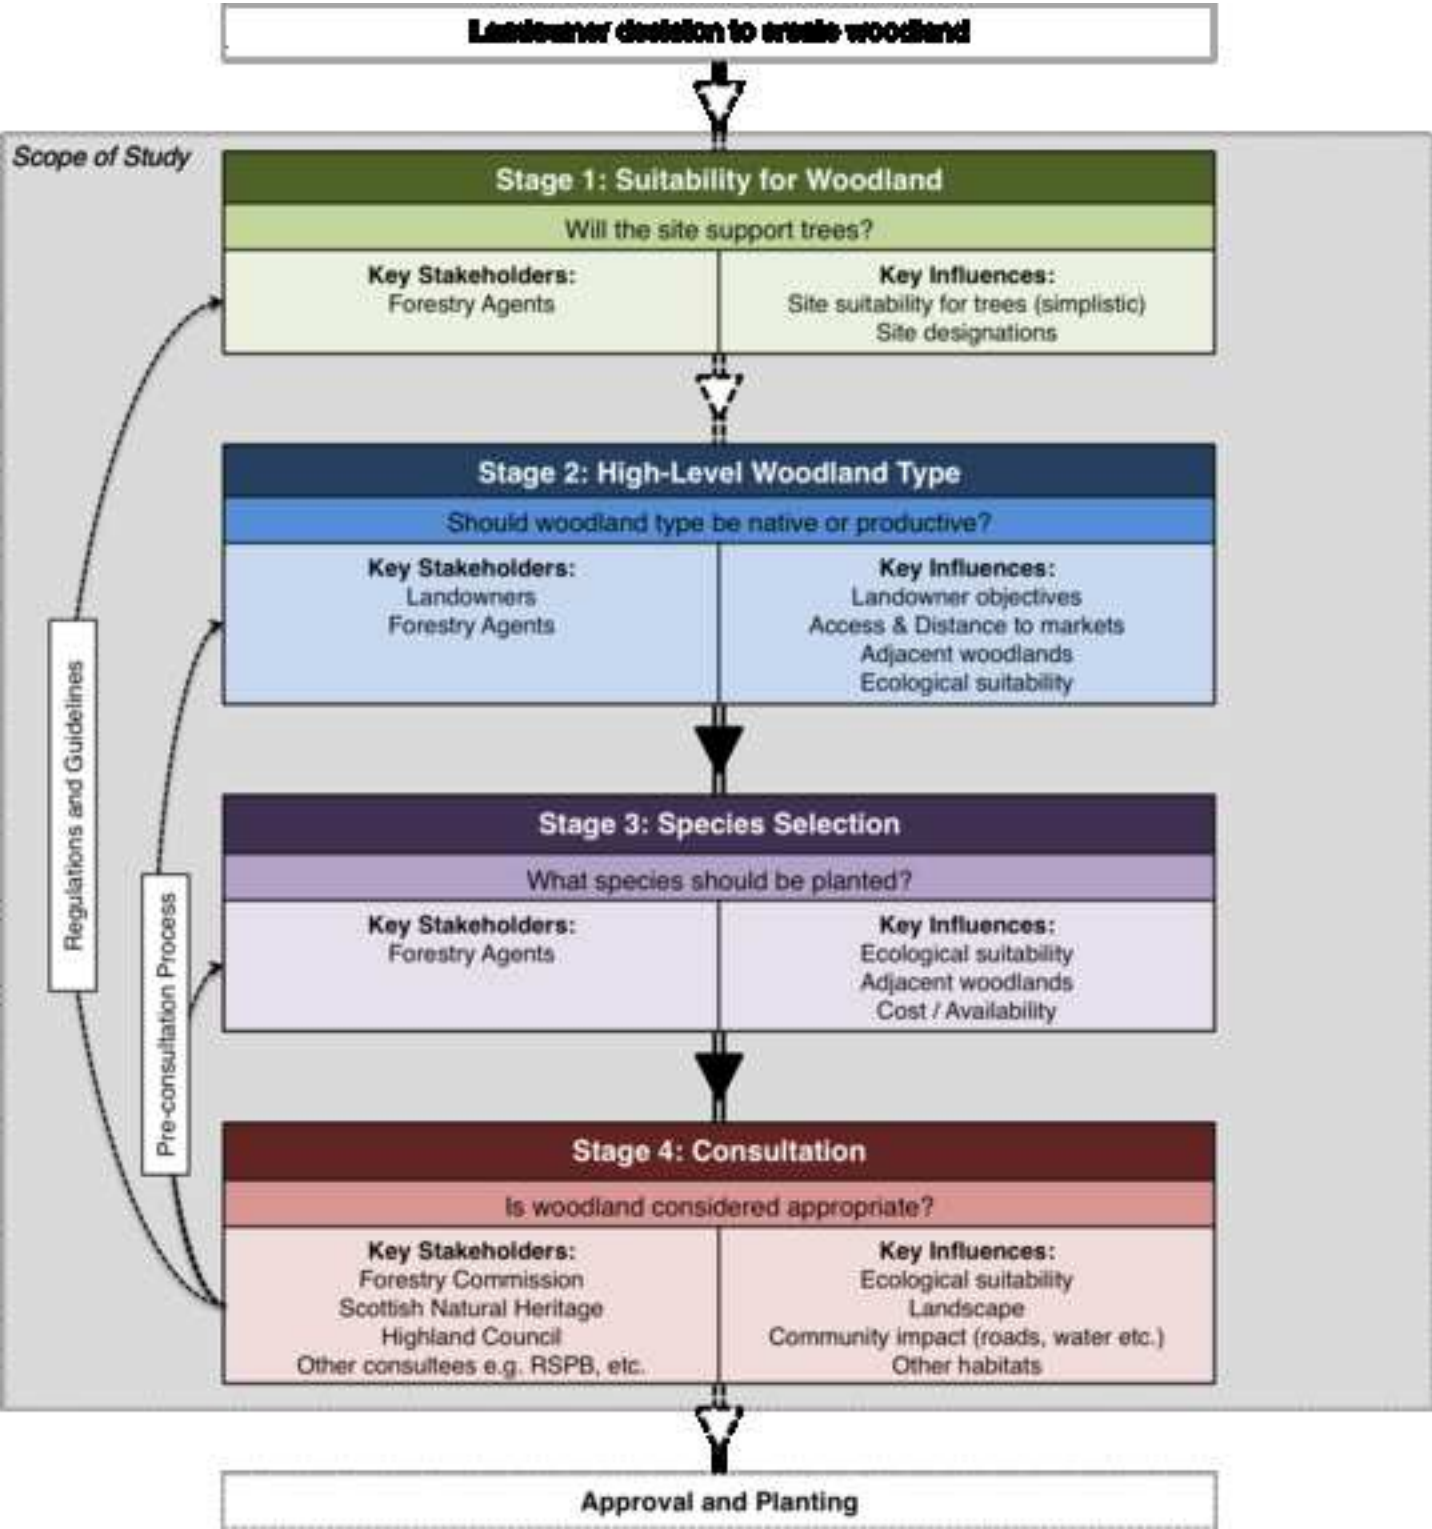 Landowner decision to create woodland
Scope of Study
Stage 1: Suitability for Woodland
Will the site support trees?
Key Stakeholders:
Forestry Agents
Key Influences:
Site suitability for trees (simplistic)
Site designations
Stage 2: High-Level Woodland Type
Should woodland type be native or productive?
Key Stakeholders:
Landowners
Forestry Agents
Key Influences:
Landowner objectives
Access & Distance to markets
Adjacent woodlands
Ecological suitability
Regulations and Guidelines
Pre-consultation Process
Stage 3: Species Selection
What species should be planted?
Key Stakeholders:
Forestry Agents
Key Influences:
Ecological suitability
Adjacent woodlands
Cost / Availability
Stage 4: Consultation
Is woodland considered appropriate?
Key Stakeholders:
Forestry Commission
Scottish Natural Heritage
Highland Council
Other consultees e.g. RSPB, etc.
Key Influences:
Ecological suitability
Landscape
Community impact (roads, water etc.)
Other habitats
Approval and Planting